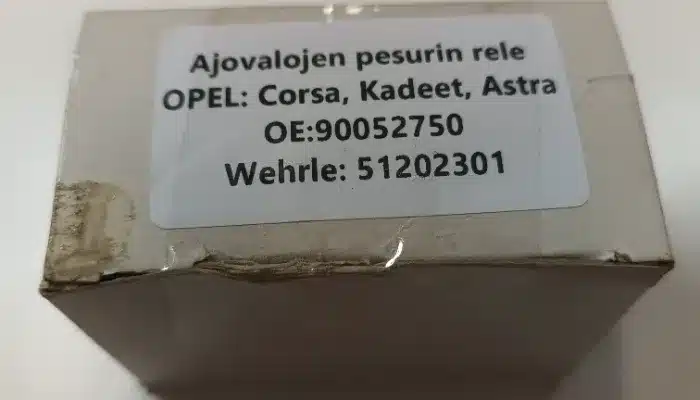 Ajovalojen pesurin rele
OPEL: Corsa, Kadeet, Astra
OE:90052750
Wehrle: 51202301